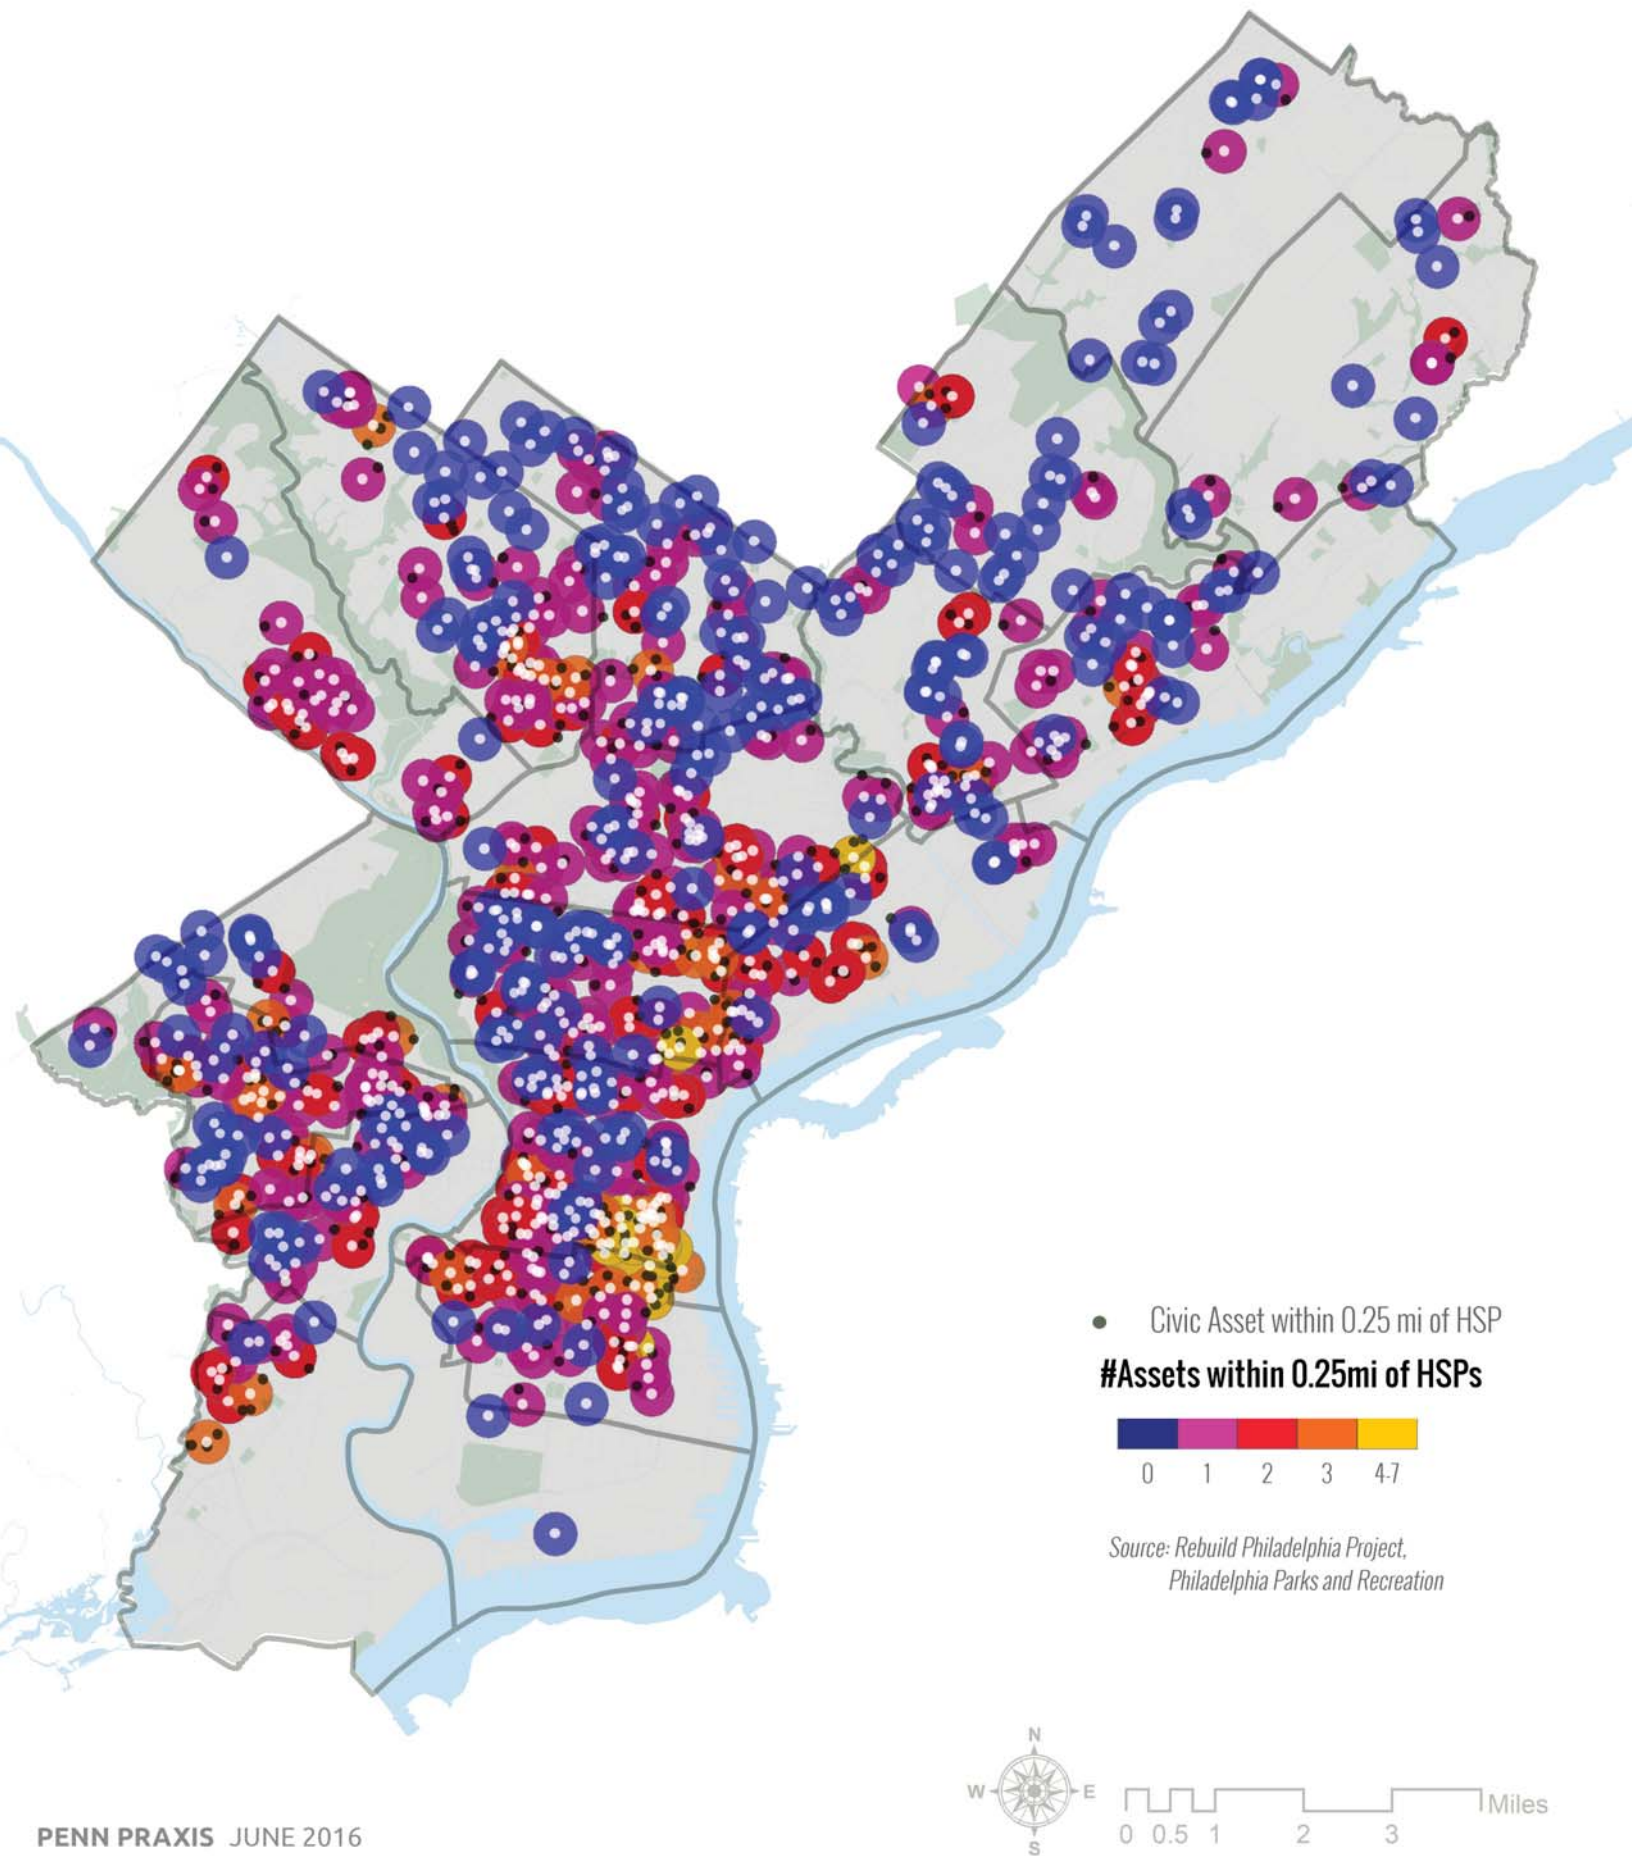 Civic Asset within 0.25 mi of HSP
#Assets within 0.25mi of HSPs
0 1 2 3 4-7
Source: Rebuild Philadelphia Project,
Philadelphia Parks and Recreation
N
W E
S
Miles
0 0.5 1 2 3
PENN PRAXIS JUNE 2016